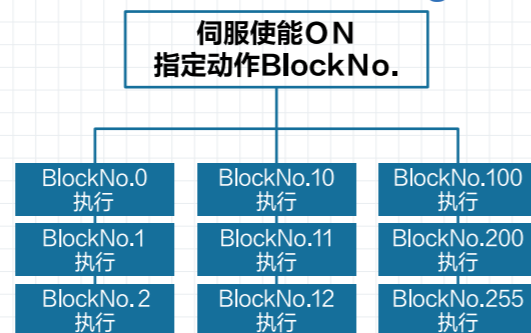 伺服使能ON
指定动作BlockNo.
BlockNo.0
执行
BlockNo.10
执行
BlockNo.100
执行
BlockNo.1
执行
BlockNo.11
执行
BlockNo.200
执行
BlockNo.2
执行
BlockNo.12
执行
BlockNo.255
执行